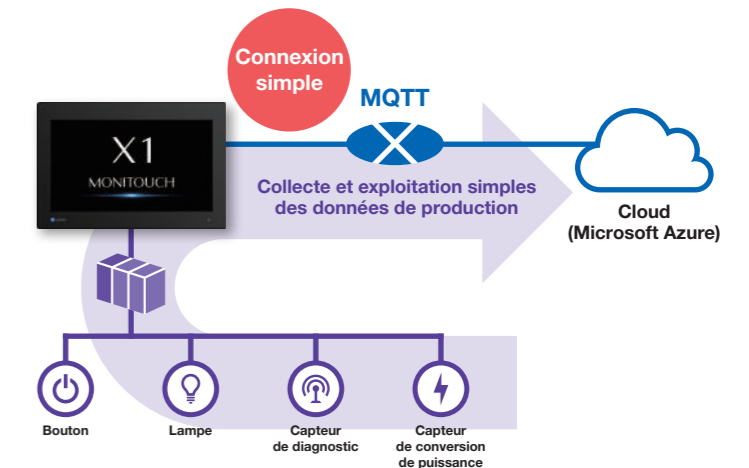 Connexion
simple
MQTT
X1
MONITOUCH
Collecte et exploitation simples
des données de production
Cloud
(Microsoft Azure)
Bouton
Lampe
Capteur
de diagnostic
Capteur
de conversion
de puissance